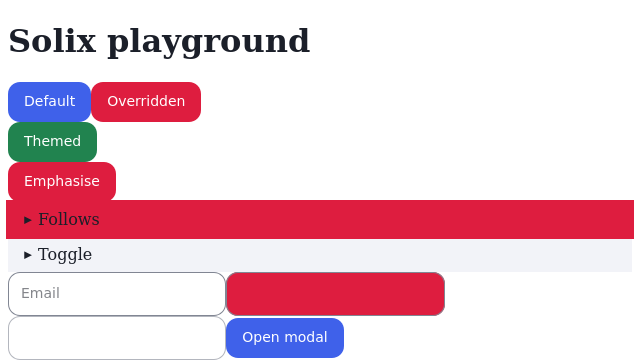 Solix playground
Default Overridden
Themed
Emphasise
▸ Follows
▸ Toggle
Email
Open modal